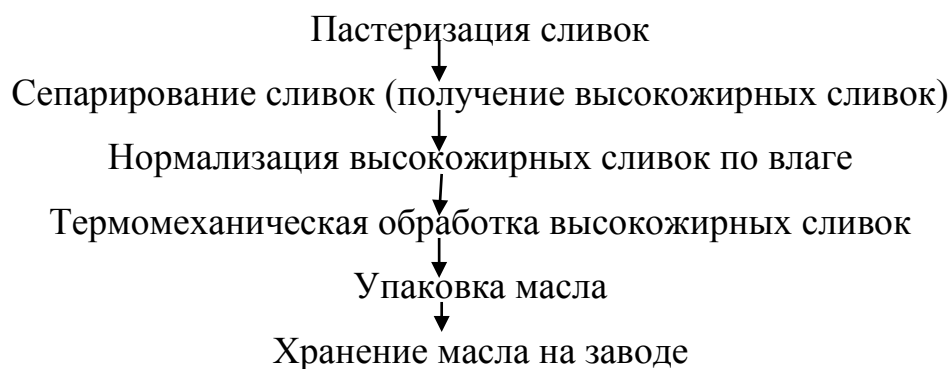 Пастеризация сливок
Сепарирование сливок (получение высокожирных сливок)
Нормализация высокожирных сливок по влаге
Термомеханическая обработка высокожирных сливок
Упаковка масла
Хранение масла на заводе